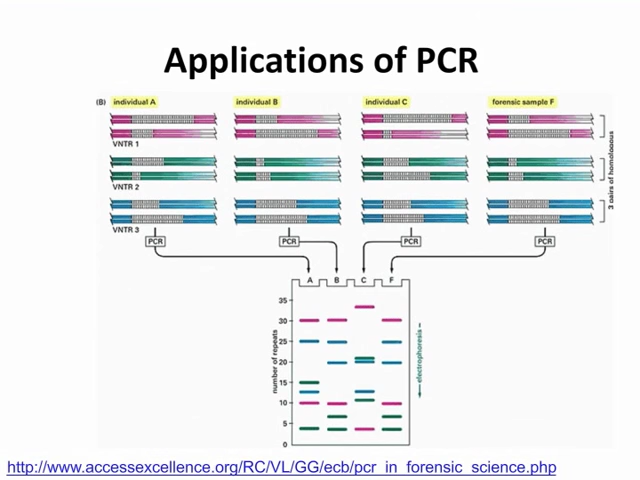 Applications of PCR
(B) individual A individual B individual C forensic sample F
VNTR 1
VNTR 2
VNTR 3
3 pairs of homologous
PCR PCR PCR PCR
A B C F
35
30
25
20
15
10
5
0
number of repeats
electrophoresis
http://www.accessexcellence.org/RC/VL/GG/ecb/pcr_in_forensic_science.php